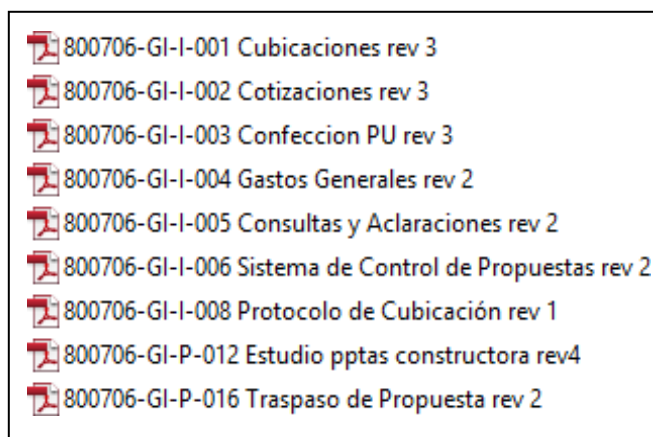 800706-GI-I-001 Cubicaciones rev 3
800706-GI-I-002 Cotizaciones rev 3
800706-GI-I-003 Confeccion PU rev 3
800706-GI-I-004 Gastos Generales rev 2
800706-GI-I-005 Consultas y Aclaraciones rev 2
800706-GI-I-006 Sistema de Control de Propuestas rev 2
800706-GI-I-008 Protocolo de Cubicación rev 1
800706-GI-P-012 Estudio pptas constructora rev4
800706-GI-P-016 Traspaso de Propuesta rev 2